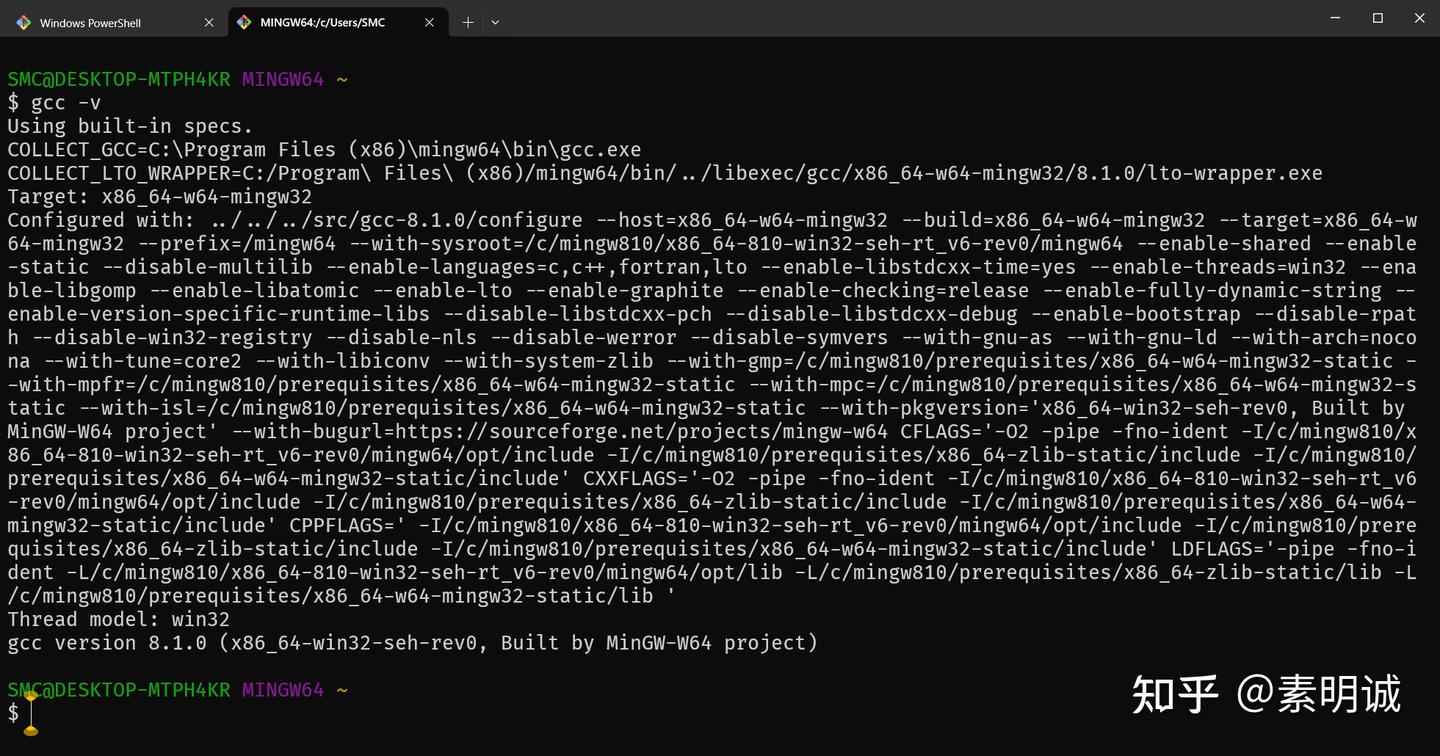 Windows PowerShell
MINGW64:/c/Users/SMC
SMC@DESKTOP-MTPH4KR MINGW64 ~
$ gcc -v
Using built-in specs.
COLLECT_GCC=C:\Program Files (x86)\mingw64\bin\gcc.exe
COLLECT_LTO_WRAPPER=C:/Program\ Files\ (x86)/mingw64/bin/../libexec/gcc/x86_64-w64-mingw32/8.1.0/lto-wrapper.exe
Target: x86_64-w64-mingw32
Configured with: ../../../src/gcc-8.1.0/configure --host=x86_64-w64-mingw32 --build=x86_64-w64-mingw32 --target=x86_64-w
64-mingw32 --prefix=/mingw64 --with-sysroot=/c/mingw810/x86_64-810-win32-seh-rt_v6-rev0/mingw64 --enable-shared --enable
-static --disable-multilib --enable-languages=c,c++,fortran,lto --enable-libstdcxx-time=yes --enable-threads=win32 --ena
ble-libgomp --enable-libatomic --enable-lto --enable-graphite --enable-checking=release --enable-fully-dynamic-string --
enable-version-specific-runtime-libs --disable-libstdcxx-pch --disable-libstdcxx-debug --enable-bootstrap --disable-rpat
h --disable-win32-registry --disable-nls --disable-werror --disable-symvers --with-gnu-as --with-gnu-ld --with-arch=noco
na --with-tune=core2 --with-libiconv --with-system-zlib --with-gmp=/c/mingw810/prerequisites/x86_64-w64-mingw32-static -
-with-mpfr=/c/mingw810/prerequisites/x86_64-w64-mingw32-static --with-mpc=/c/mingw810/prerequisites/x86_64-w64-mingw32-s
tatic --with-isl=/c/mingw810/prerequisites/x86_64-w64-mingw32-static --with-pkgversion='x86_64-win32-seh-rev0, Built by
MinGW-W64 project' --with-bugurl=https://sourceforge.net/projects/mingw-w64 CFLAGS='-O2 -pipe -fno-ident -I/c/mingw810/x
86_64-810-win32-seh-rt_v6-rev0/mingw64/opt/include -I/c/mingw810/prerequisites/x86_64-zlib-static/include -I/c/mingw810/
prerequisites/x86_64-w64-mingw32-static/include' CXXFLAGS='-O2 -pipe -fno-ident -I/c/mingw810/x86_64-810-win32-seh-rt_v6
-rev0/mingw64/opt/include -I/c/mingw810/prerequisites/x86_64-zlib-static/include -I/c/mingw810/prerequisites/x86_64-w64-
mingw32-static/include' CPPFLAGS=' -I/c/mingw810/x86_64-810-win32-seh-rt_v6-rev0/mingw64/opt/include -I/c/mingw810/prere
quisites/x86_64-zlib-static/include -I/c/mingw810/prerequisites/x86_64-w64-mingw32-static/include' LDFLAGS='-pipe -fno-i
dent -L/c/mingw810/x86_64-810-win32-seh-rt_v6-rev0/mingw64/opt/lib -L/c/mingw810/prerequisites/x86_64-zlib-static/lib -L
/c/mingw810/prerequisites/x86_64-w64-mingw32-static/lib '
Thread model: win32
gcc version 8.1.0 (x86_64-win32-seh-rev0, Built by MinGW-W64 project)
SMC@DESKTOP-MTPH4KR MINGW64 ~
$
知乎 @素明诚